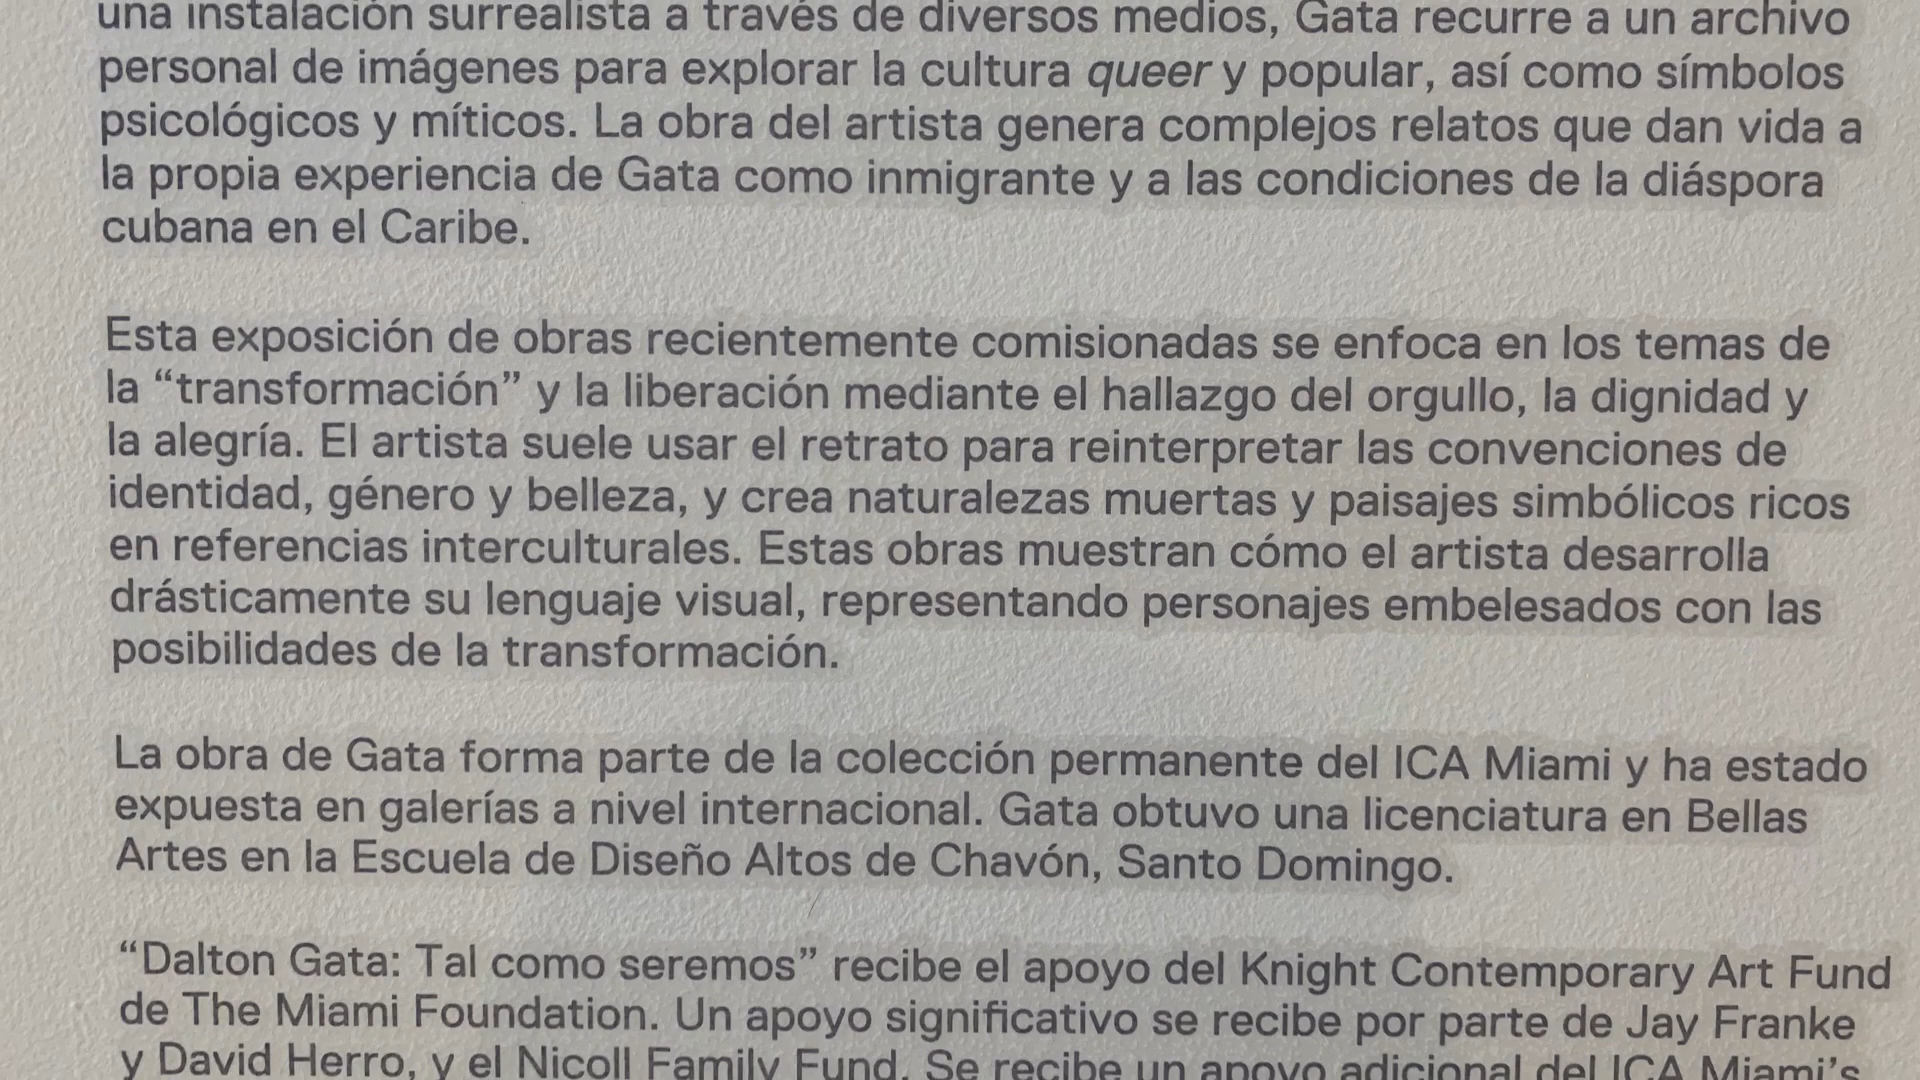 una instalación surrealista a través de diversos medios, Gata recurre a un archivo
personal de imágenes para explorar la cultura queer y popular, así como símbolos
psicológicos y míticos. La obra del artista genera complejos relatos que dan vida a
la propia experiencia de Gata como inmigrante y a las condiciones de la diáspora
cubana en el Caribe.
Esta exposición de obras recientemente comisionadas se enfoca en los temas de
la “transformación” y la liberación mediante el hallazgo del orgullo, la dignidad y
la alegría. El artista suele usar el retrato para reinterpretar las convenciones de
identidad, género y belleza, y crea naturalezas muertas y paisajes simbólicos ricos
en referencias interculturales. Estas obras muestran cómo el artista desarrolla
drásticamente su lenguaje visual, representando personajes embelesados con las
posibilidades de la transformación.
La obra de Gata forma parte de la colección permanente del ICA Miami y ha estado
expuesta en galerías a nivel internacional. Gata obtuvo una licenciatura en Bellas
Artes en la Escuela de Diseño Altos de Chavón, Santo Domingo.
“Dalton Gata: Tal como seremos” recibe el apoyo del Knight Contemporary Art Fund
de The Miami Foundation. Un apoyo significativo se recibe por parte de Jay Franke
y David Herro, y el Nicoll Family Fund. Se recibe un apoyo adicional del ICA Miami’s